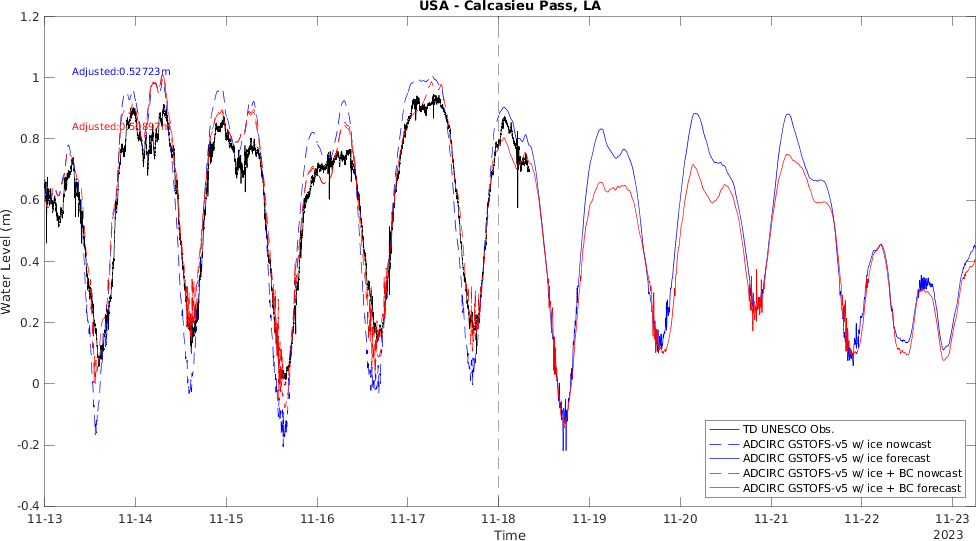 USA - Calcasieu Pass, LA
1.2
1
0.8
0.6
0.4
0.2
0
-0.2
-0.4
Water Level (m)
Adjusted:0.52723m
11-13 11-14 11-15 11-16 11-17 11-18 11-19 11-20 11-21 11-22 11-23
2023
Time
TD UNESCO Obs.
ADCIRC GSTOFS-v5 w/ ice nowcast
ADCIRC GSTOFS-v5 w/ ice forecast
ADCIRC GSTOFS-v5 w/ ice + BC nowcast
ADCIRC GSTOFS-v5 w/ ice + BC forecast